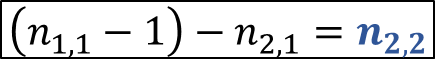 (n₁,₁ − 1) − n₂,₁ = n₂,₂